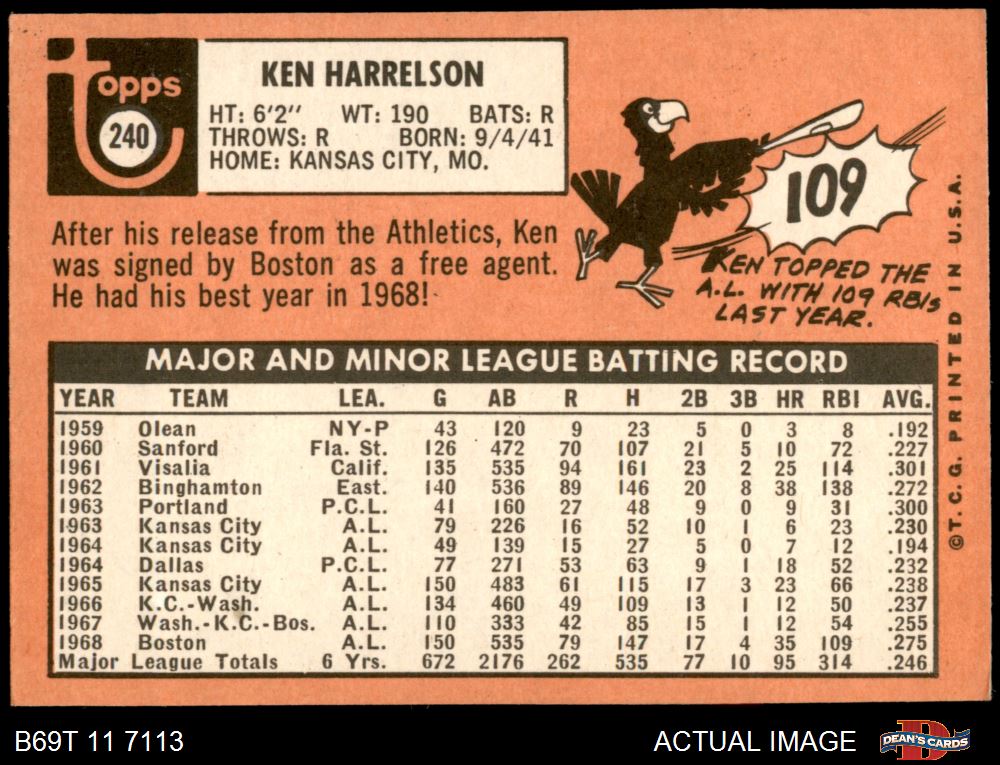 Topps
240
KEN HARRELSON
HT: 6'2" WT: 190 BATS: R
THROWS: R BORN: 9/4/41
HOME: KANSAS CITY, MO.
After his release from the Athletics, Ken
was signed by Boston as a free agent.
He had his best year in 1968!
109
KEN TOPPED THE
A.L. WITH 109 RBIs
LAST YEAR.
©T.C.G. PRINTED IN U.S.A.
MAJOR AND MINOR LEAGUE BATTING RECORD
YEAR TEAM LEA. G AB R H 2B 3B HR RBI AVG.
1959 Olean NY-P 43 120 9 23 5 0 3 8 .192
1960 Sanford Fla. St. 126 472 70 107 21 5 10 72 .227
1961 Visalia Calif. 135 535 94 161 23 2 25 114 .301
1962 Binghamton East. 140 536 89 146 20 8 38 138 .272
1963 Portland P.C.L. 41 160 27 48 9 0 9 31 .300
1963 Kansas City A.L. 79 226 16 52 10 1 6 23 .230
1964 Kansas City A.L. 49 139 15 27 5 0 7 12 .194
1964 Dallas P.C.L. 77 271 53 63 9 1 18 52 .232
1965 Kansas City A.L. 150 483 61 115 17 3 23 66 .238
1966 K.C.-Wash. A.L. 134 460 49 109 13 1 12 50 .237
1967 Wash.-K.C.-Bos. A.L. 110 333 42 85 15 1 12 54 .255
1968 Boston A.L. 150 535 79 147 17 4 35 109 .275
Major League Totals 6 Yrs. 672 2176 262 535 77 10 95 314 .246
B69T 11 7113
ACTUAL IMAGE
DEAN'S CARDS